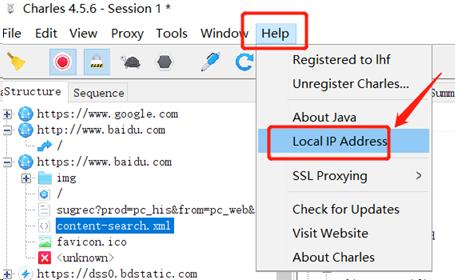 Charles 4.5.6 - Session 1 *
File Edit View Proxy Tools Window Help
Structure Sequence
https://www.google.com
http://www.baidu.com
/
https://www.baidu.com
img
/
sugrec?prod=pc_his&from=pc_web&
content-search.xml
favicon.ico
<unknown>
https://dss0.bdstatic.com
Registered to lhf
Unregister Charles...
About Java
Local IP Address
SSL Proxying
Check for Updates
Visit Website
About Charles
Summ